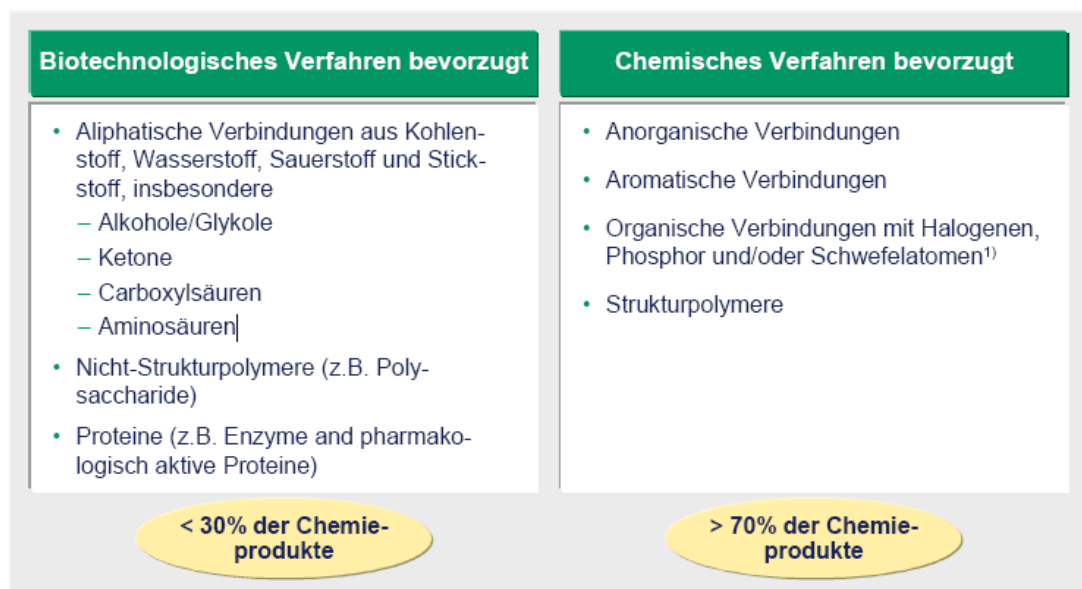 Biotechnologisches Verfahren bevorzugt
• Aliphatische Verbindungen aus Kohlen-
stoff, Wasserstoff, Sauerstoff und Stick-
stoff, insbesondere
– Alkohole/Glykole
– Ketone
– Carboxylsäuren
– Aminosäuren
• Nicht-Strukturpolymere (z.B. Poly-
saccharide)
• Proteine (z.B. Enzyme and pharmako-
logisch aktive Proteine)
< 30% der Chemie-
produkte
Chemisches Verfahren bevorzugt
• Anorganische Verbindungen
• Aromatische Verbindungen
• Organische Verbindungen mit Halogenen,
Phosphor und/oder Schwefelatomen¹⁾
• Strukturpolymere
> 70% der Chemie-
produkte